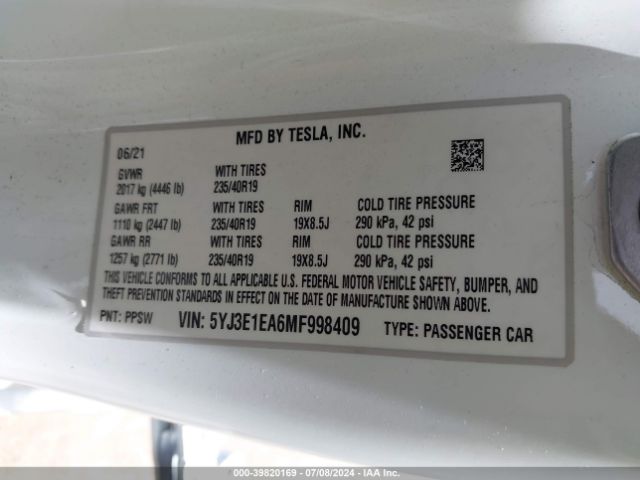 MFD BY TESLA, INC.
06/21
GVWR WITH TIRES
2017 kg (4446 lb) 235/40R19
GAWR FRT WITH TIRES RIM COLD TIRE PRESSURE
1110 kg (2447 lb) 235/40R19 19X8.5J 290 kPa, 42 psi
GAWR RR WITH TIRES RIM COLD TIRE PRESSURE
1257 kg (2771 lb) 235/40R19 19X8.5J 290 kPa, 42 psi
THIS VEHICLE CONFORMS TO ALL APPLICABLE U.S. FEDERAL MOTOR VEHICLE SAFETY, BUMPER, AND
THEFT PREVENTION STANDARDS IN EFFECT ON THE DATE OF MANUFACTURE SHOWN ABOVE.
PNT: PPSW VIN: 5YJ3E1EA6MF998409 TYPE: PASSENGER CAR
000-39820169 - 07/08/2024 - IAA Inc.